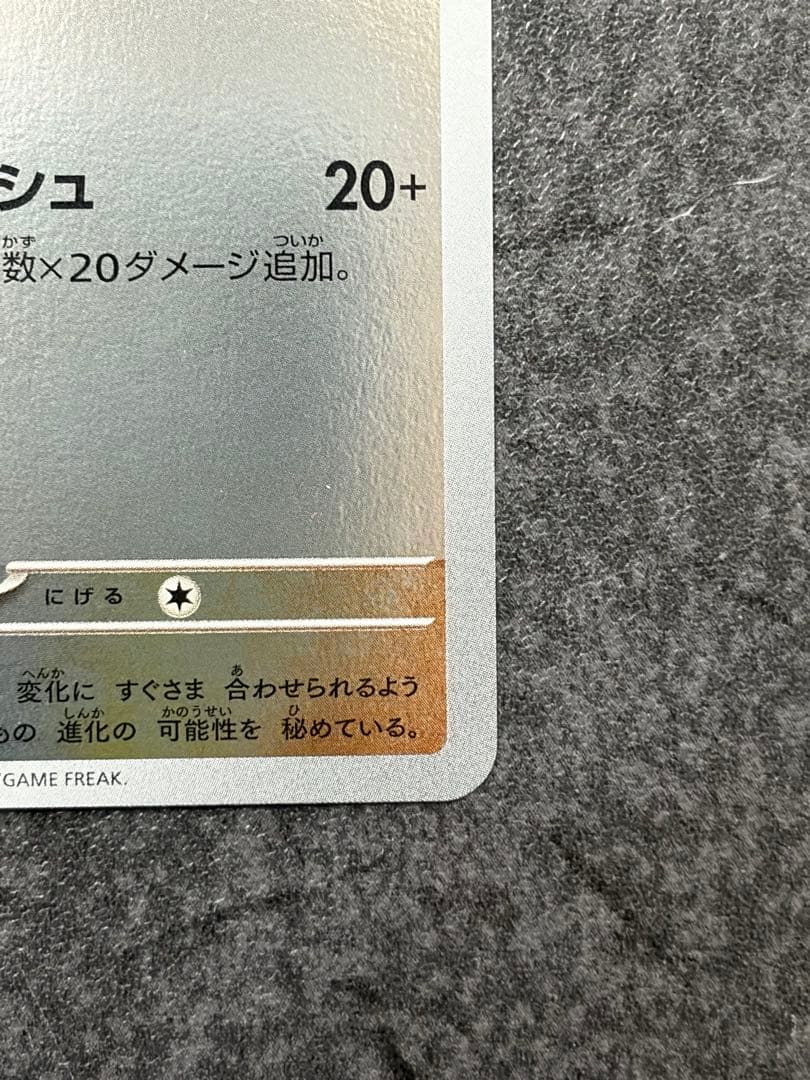 シュ 20+
数×20ダメージ追加。
にげる
変化に すぐさま 合わせられるよう
もの 進化の 可能性を 秘めている。
GAME FREAK.